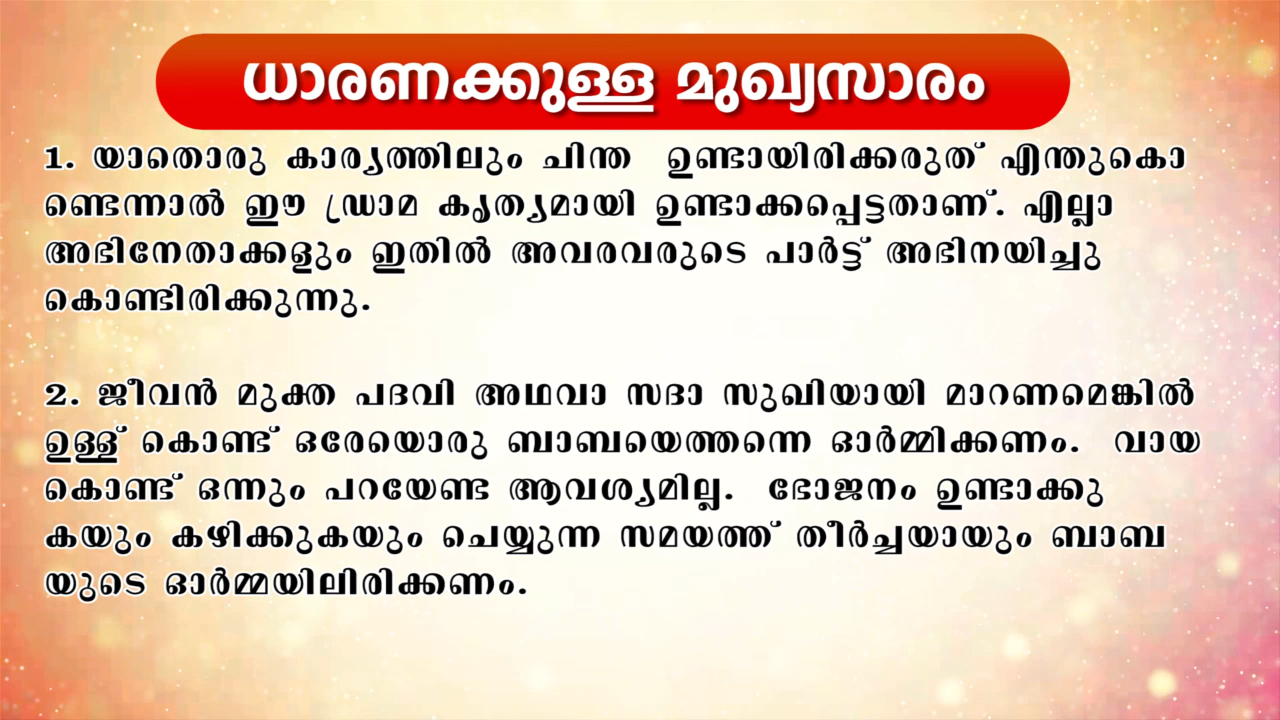 ധാരണക്കുള്ള മുഖ്യസാരം
1. യാതൊരു കാര്യത്തിലും ചിന്ത ഉണ്ടായിരിക്കരുത് എന്തുകൊ
ണ്ടെന്നാൽ ഈ ഡ്രാമ കൃത്യമായി ഉണ്ടാക്കപ്പെട്ടതാണ്. എല്ലാ
അഭിനേതാക്കളും ഇതിൽ അവരവരുടെ പാർട്ട് അഭിനയിച്ചു
കൊണ്ടിരിക്കുന്നു.
2. ജീവൻ മുക്ത പദവി അഥവാ സദാ സുഖിയായി മാറണമെങ്കിൽ
ഉള്ള് കൊണ്ട് ഒരേയൊരു ബാബയെത്തന്നെ ഓർമ്മിക്കണം. വായ
കൊണ്ട് ഒന്നും പറയേണ്ട ആവശ്യമില്ല. ഭോജനം ഉണ്ടാക്കു
കയും കഴിക്കുകയും ചെയ്യുന്ന സമയത്ത് തീർച്ചയായും ബാബ
യുടെ ഓർമ്മയിലിരിക്കണം.